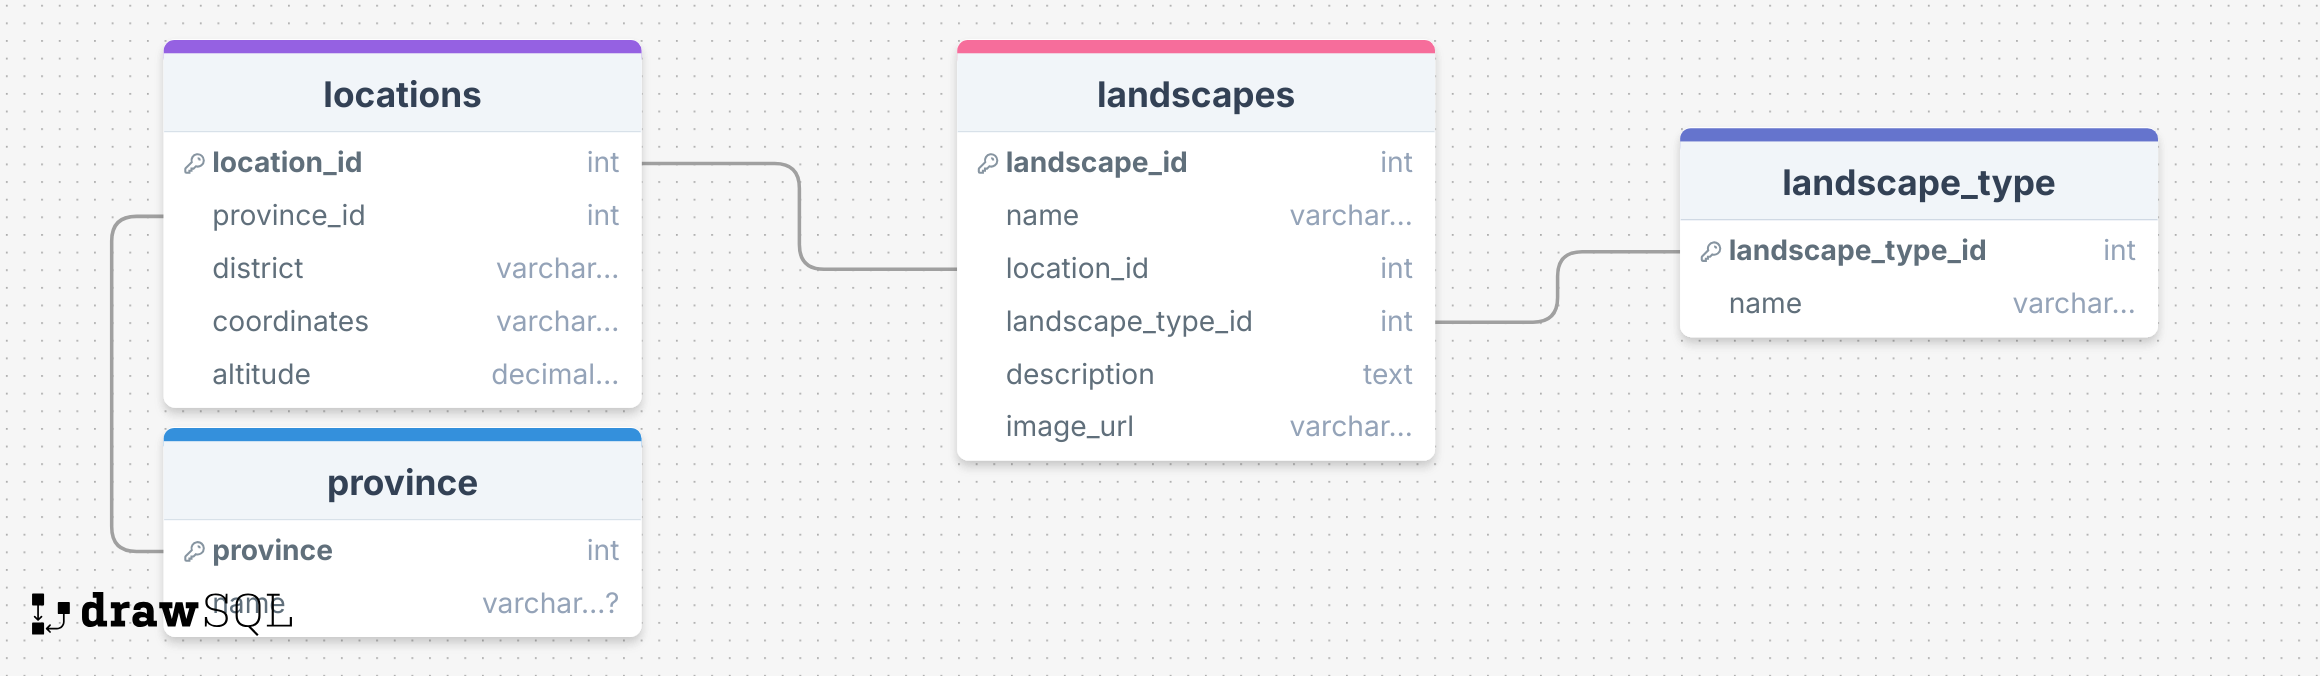 locations
location_id int
province_id int
district varchar...
coordinates varchar...
altitude decimal...
province
province int
name varchar...?
drawSQL
landscapes
landscape_id int
name varchar...
location_id int
landscape_type_id int
description text
image_url varchar...
landscape_type
landscape_type_id int
name varchar...